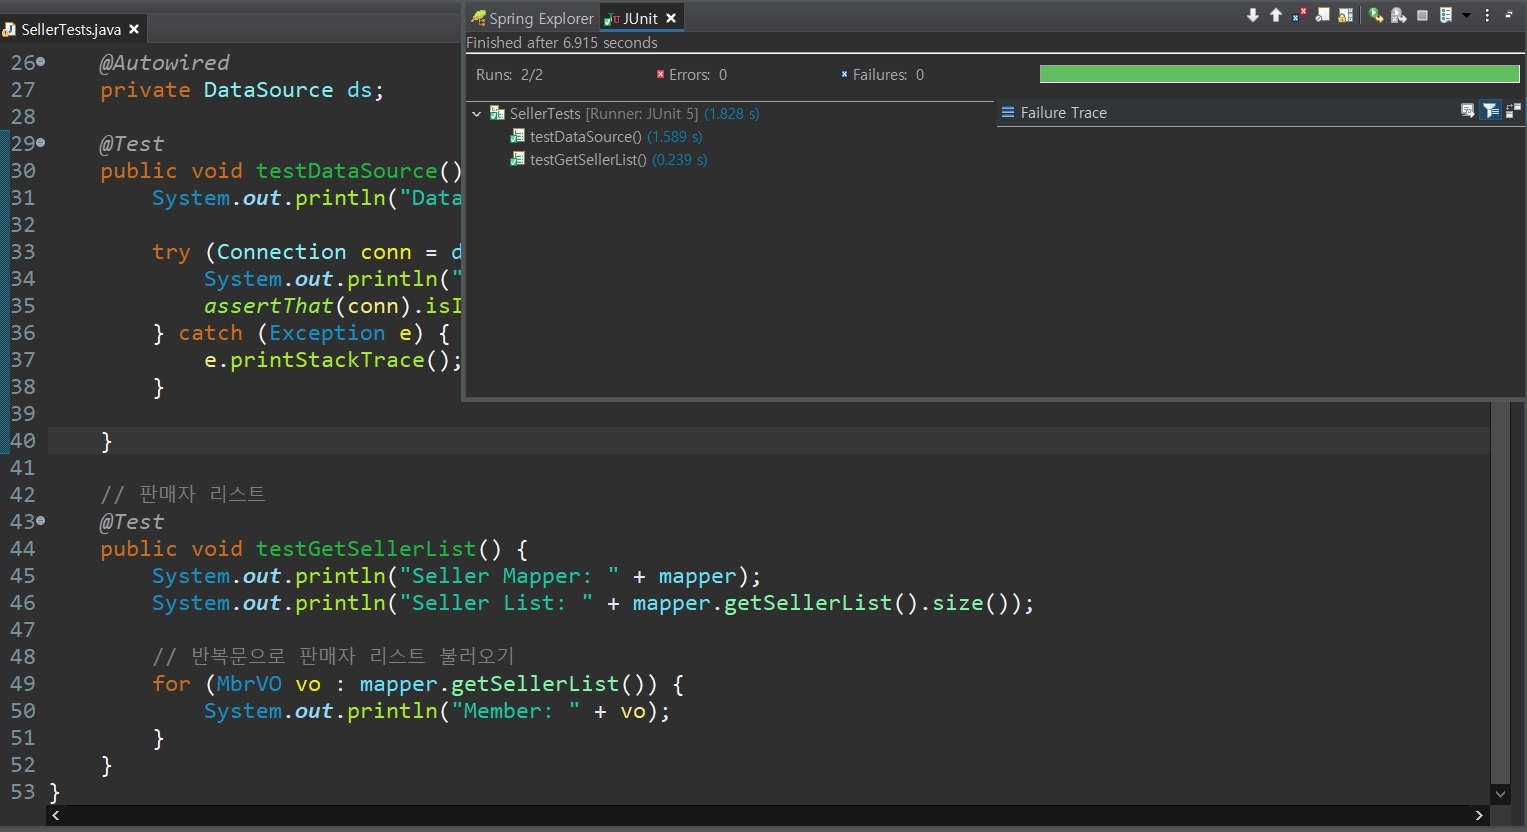 SellerTests.java
26 @Autowired
27 private DataSource ds;
28
29 @Test
30 public void testDataSource()
31 System.out.println("Data
32
33 try (Connection conn = d
34 System.out.println("
35 assertThat(conn).isI
36 } catch (Exception e) {
37 e.printStackTrace();
38 }
39
40 }
41
42 // 판매자 리스트
43 @Test
44 public void testGetSellerList() {
45 System.out.println("Seller Mapper: " + mapper);
46 System.out.println("Seller List: " + mapper.getSellerList().size());
47
48 // 반복문으로 판매자 리스트 불러오기
49 for (MbrVO vo : mapper.getSellerList()) {
50 System.out.println("Member: " + vo);
51 }
52 }
53 }
Spring Explorer
JUnit
Finished after 6.915 seconds
Runs: 2/2
Errors: 0
Failures: 0
SellerTests [Runner: JUnit 5] (1.828 s)
testDataSource() (1.589 s)
testGetSellerList() (0.239 s)
Failure Trace